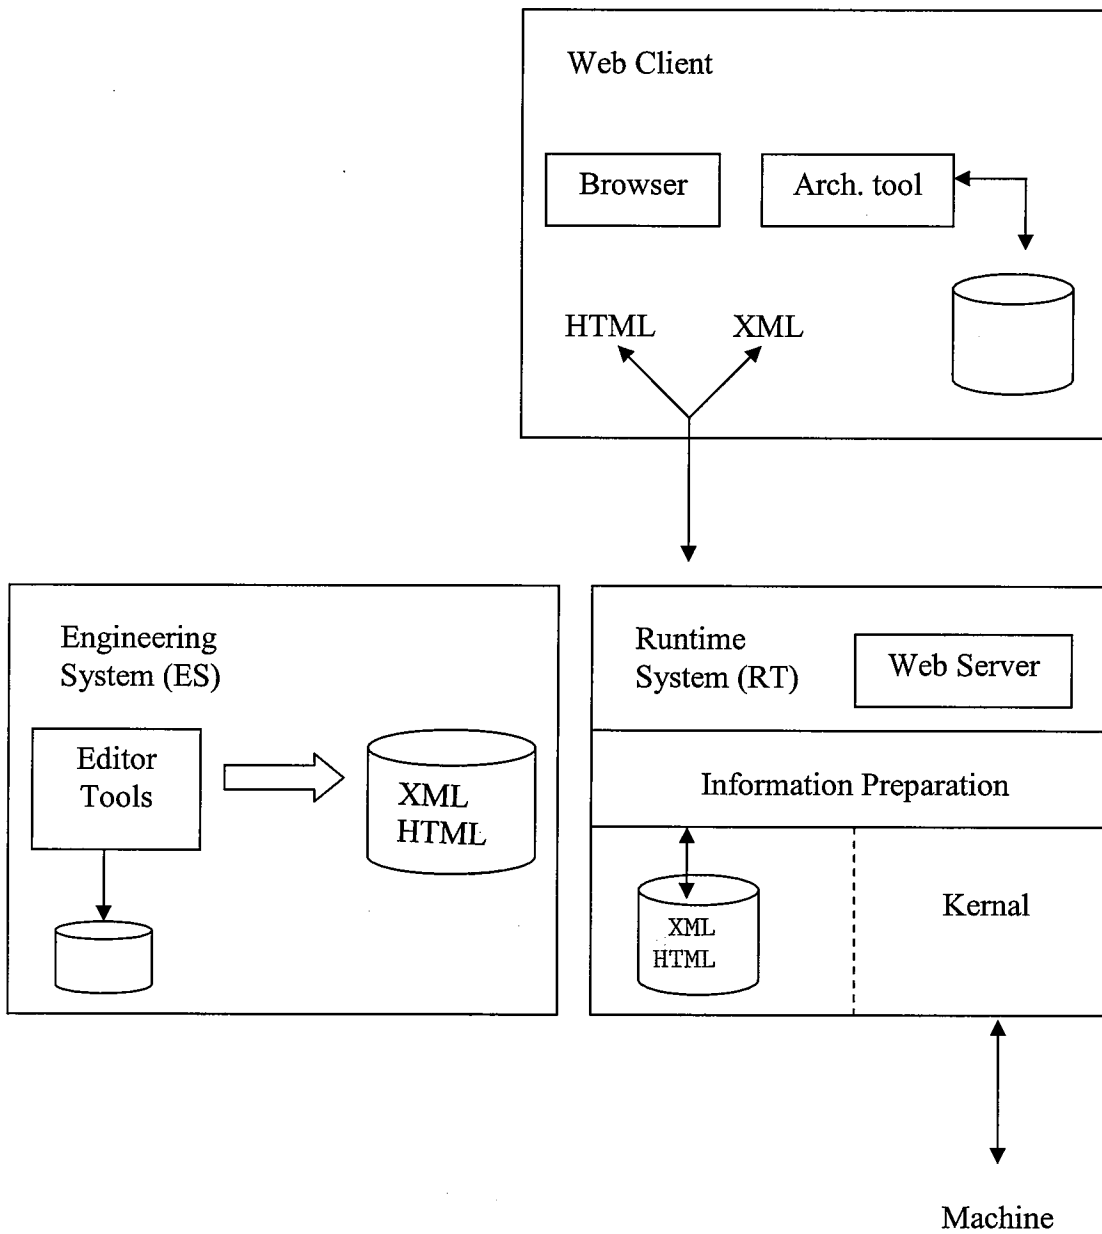 Web Client
Browser
Arch. tool
HTML
XML
Engineering
System (ES)
Editor
Tools
XML
HTML
Runtime
System (RT)
Web Server
Information Preparation
XML
HTML
Kernal
Machine